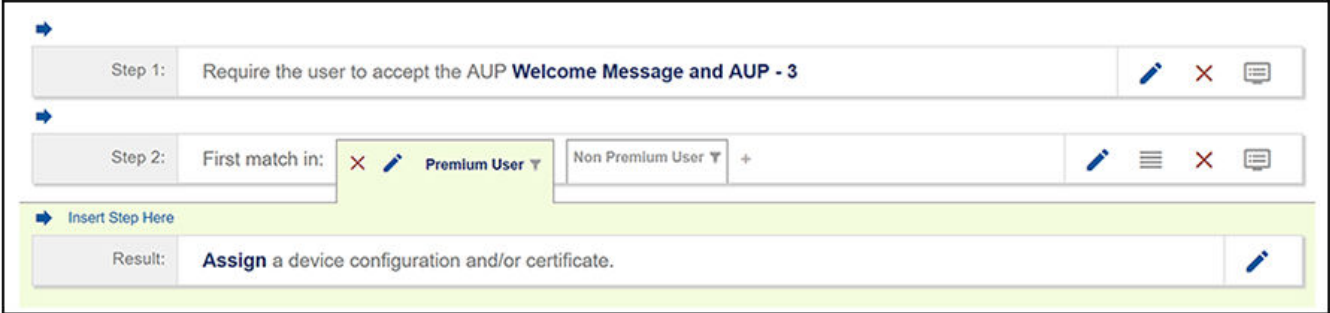 Step 1: Require the user to accept the AUP Welcome Message and AUP - 3
Step 2: First match in: Premium User Non Premium User +
Insert Step Here
Result: Assign a device configuration and/or certificate.